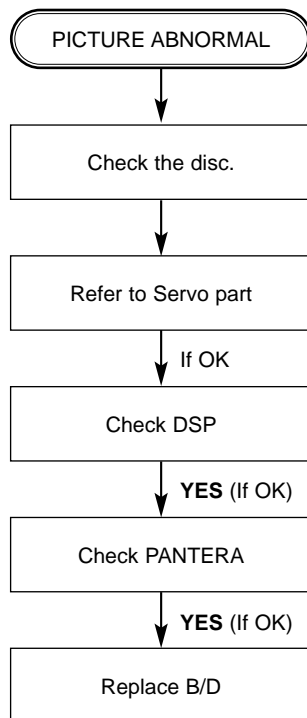 PICTURE ABNORMAL
Check the disc.
Refer to Servo part
If OK
Check DSP
YES (If OK)
Check PANTERA
YES (If OK)
Replace B/D